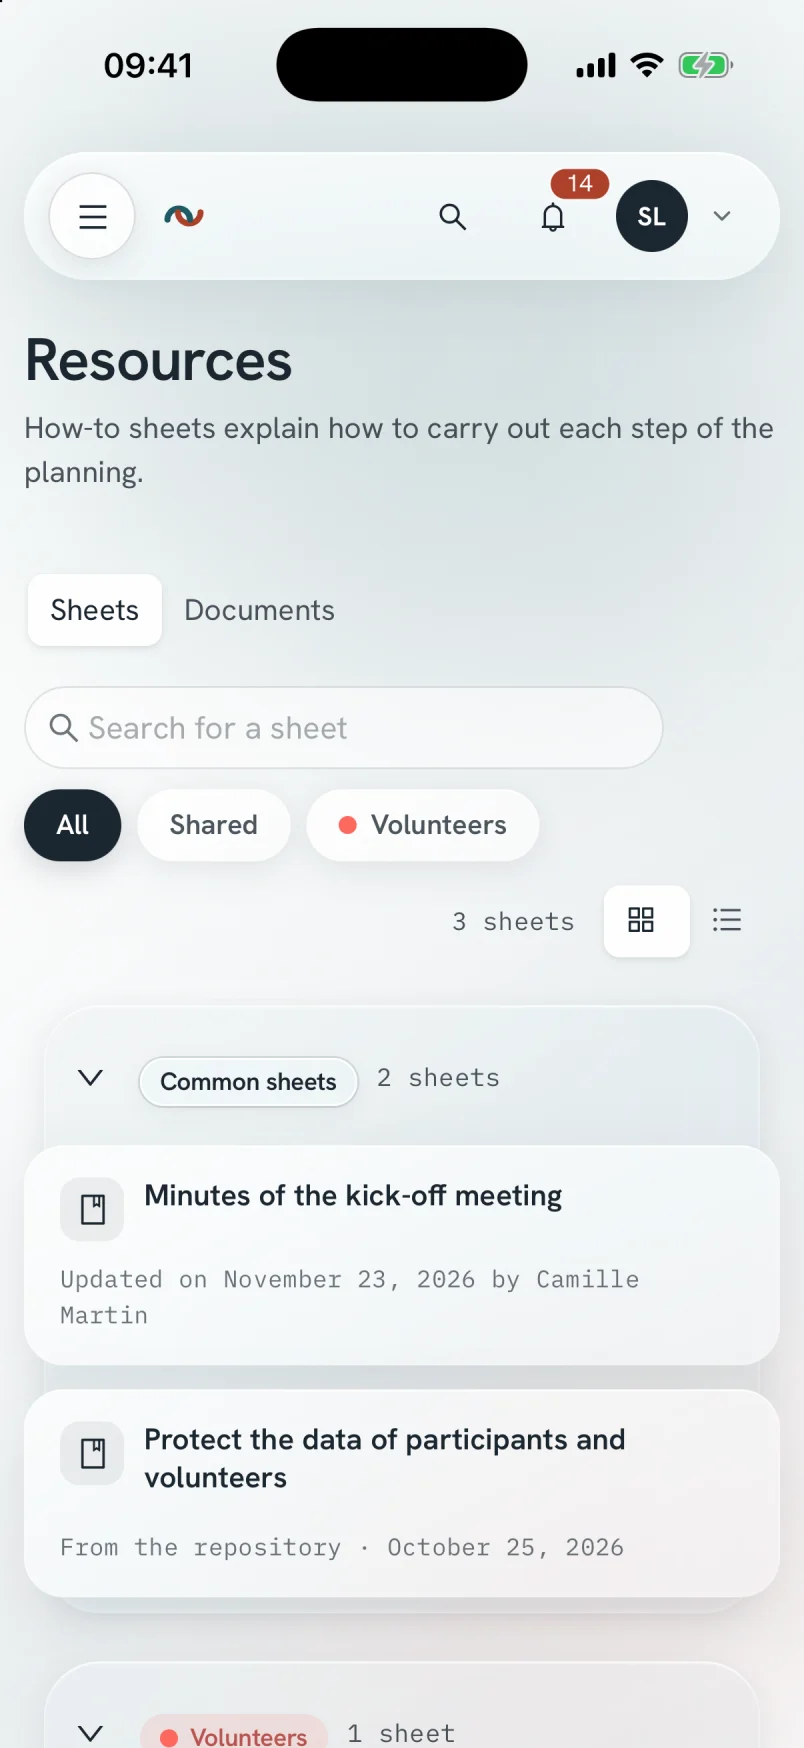 09:41
14
SL
Resources
How-to sheets explain how to carry out each step of the
planning.
Sheets
Documents
Search for a sheet
All
Shared
Volunteers
3 sheets
Common sheets
2 sheets
Minutes of the kick-off meeting
Updated on November 23, 2026 by Camille
Martin
Protect the data of participants and
volunteers
From the repository · October 25, 2026
Volunteers
1 sheet